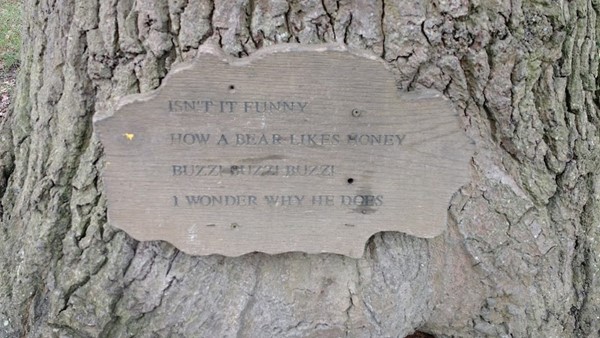 ISN'T IT FUNNY
HOW A BEAR LIKES HONEY
BUZZ! BUZZ! BUZZ!
I WONDER WHY HE DOES